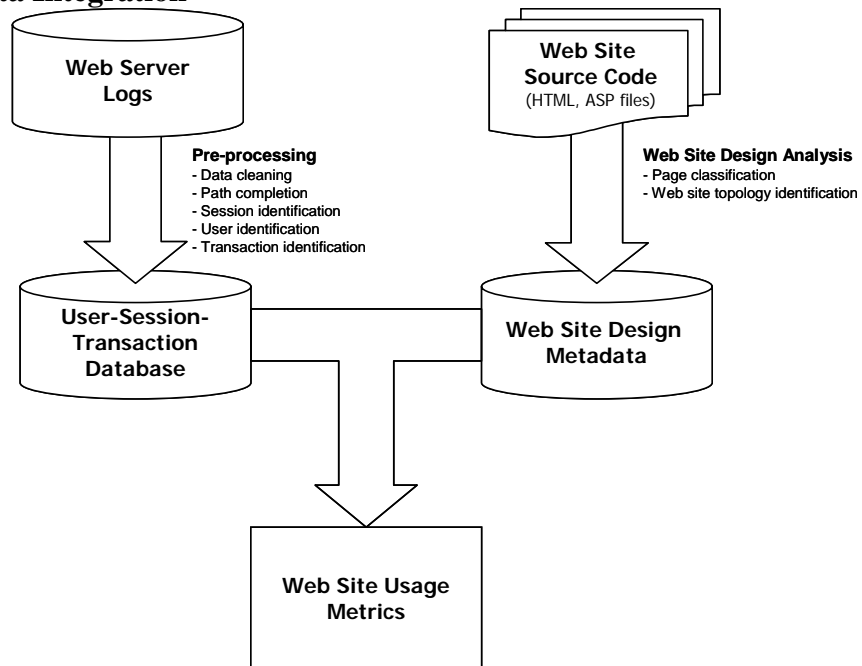 Web Server
Logs
Web Site
Source Code
(HTML, ASP files)
Pre-processing
- Data cleaning
- Path completion
- Session identification
- User identification
- Transaction identification
Web Site Design Analysis
- Page classification
- Web site topology identification
User-Session-
Transaction
Database
Web Site Design
Metadata
Web Site Usage
Metrics